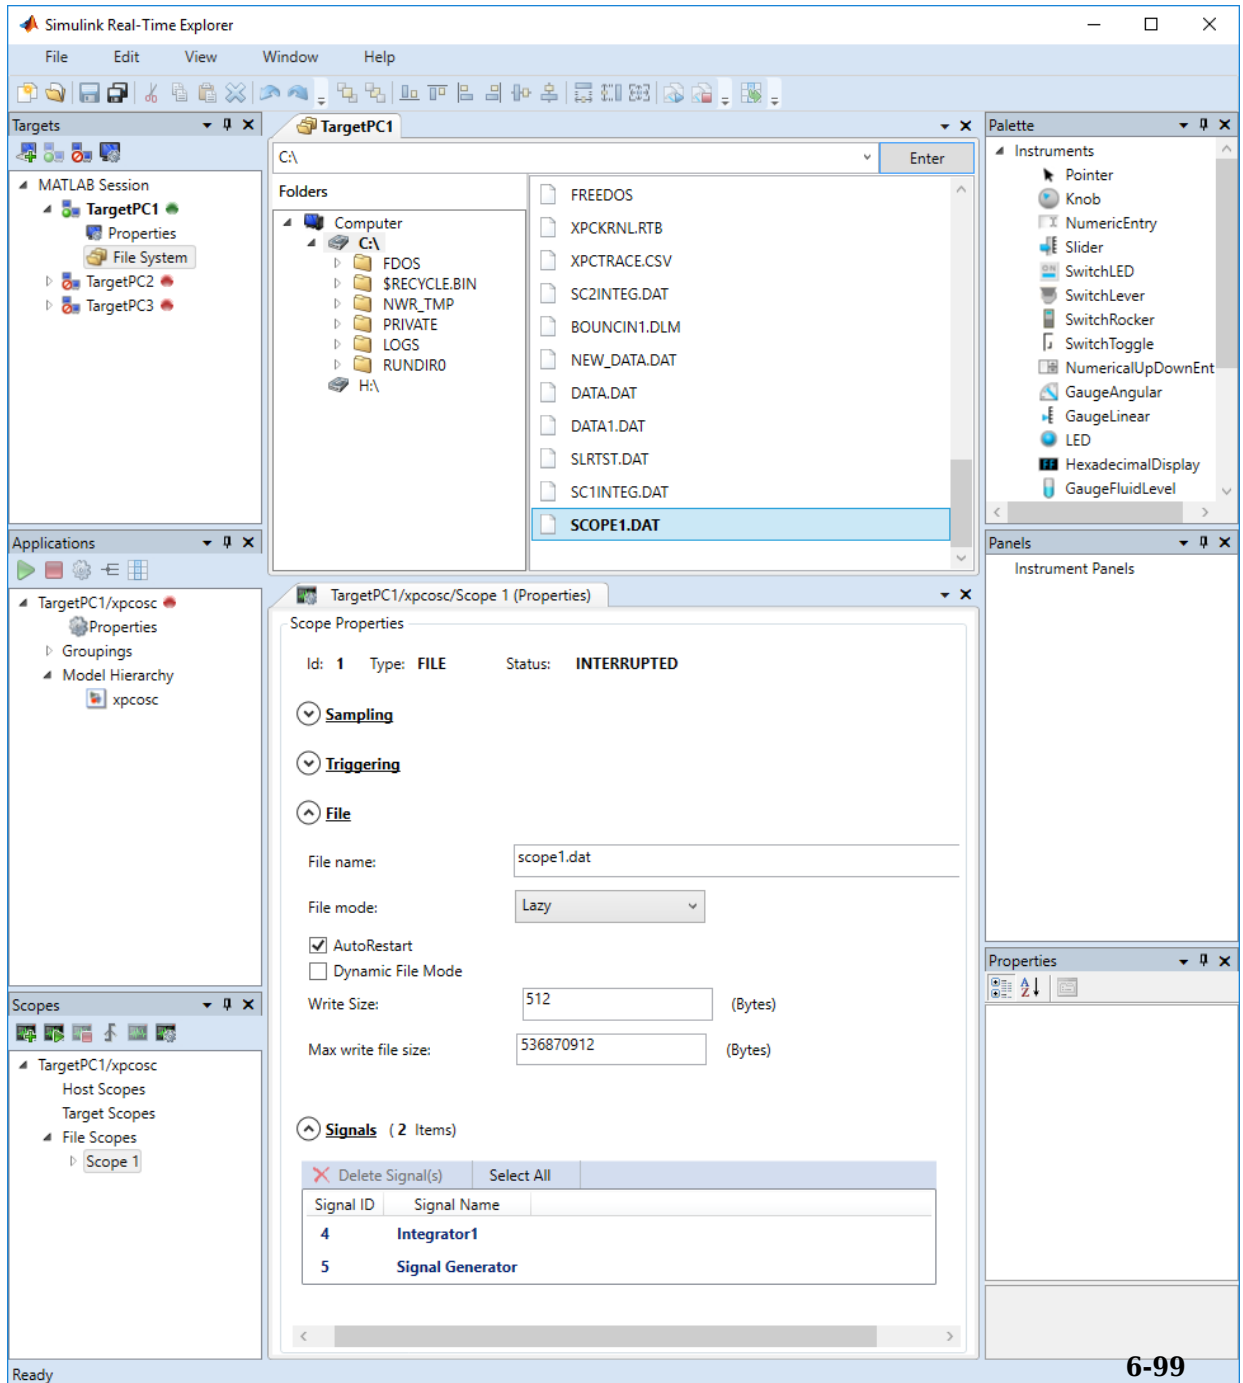 Simulink Real-Time Explorer
File Edit View Window Help
Targets
MATLAB Session
TargetPC1
Properties
File System
TargetPC2
TargetPC3
TargetPC1
C:\ Enter
Folders
Computer
C:\
FDOS
$RECYCLE.BIN
NWR_TMP
PRIVATE
LOGS
RUNDIR0
H:\
FREEDOS
XPCKRNL.RTB
XPCTRACE.CSV
SC2INTEG.DAT
BOUNCIN1.DLM
NEW_DATA.DAT
DATA.DAT
DATA1.DAT
SLRTST.DAT
SC1INTEG.DAT
SCOPE1.DAT
Palette
Instruments
Pointer
Knob
NumericEntry
Slider
SwitchLED
SwitchLever
SwitchRocker
SwitchToggle
NumericalUpDownEnt
GaugeAngular
GaugeLinear
LED
HexadecimalDisplay
GaugeFluidLevel
Applications
TargetPC1/xpcosc
Properties
Groupings
Model Hierarchy
xpcosc
TargetPC1/xpcosc/Scope 1 (Properties)
Scope Properties
Id: 1 Type: FILE Status: INTERRUPTED
Sampling
Triggering
File
File name: scope1.dat
File mode: Lazy
AutoRestart
Dynamic File Mode
Write Size: 512 (Bytes)
Max write file size: 536870912 (Bytes)
Signals ( 2 Items)
Delete Signal(s) Select All
Signal ID Signal Name
4 Integrator1
5 Signal Generator
Panels
Instrument Panels
Properties
Scopes
TargetPC1/xpcosc
Host Scopes
Target Scopes
File Scopes
Scope 1
Ready
6-99